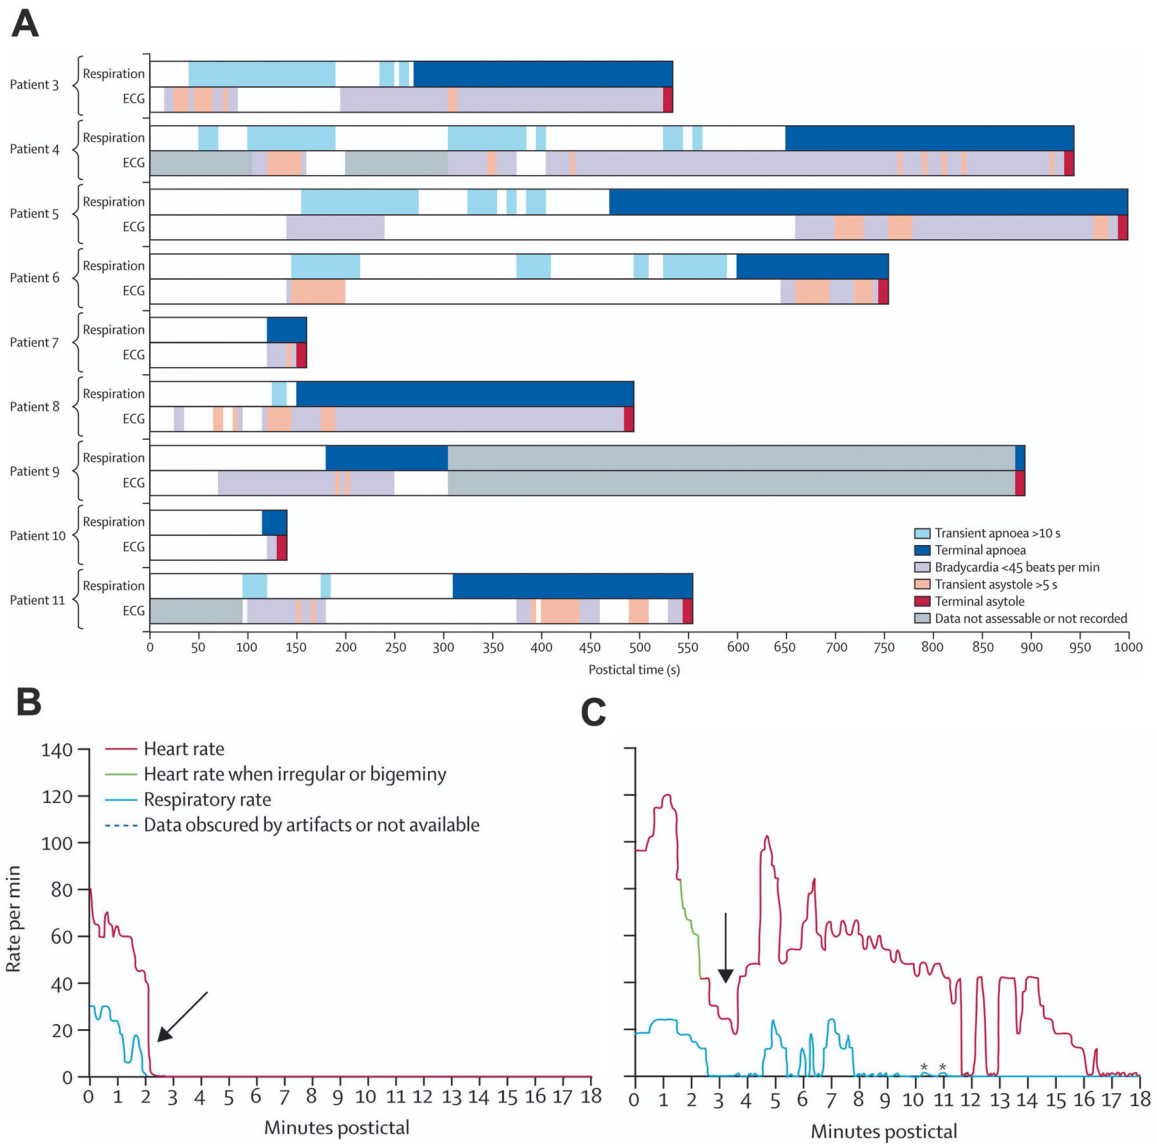 A
Patient 3
Respiration
ECG
Patient 4
Respiration
ECG
Patient 5
Respiration
ECG
Patient 6
Respiration
ECG
Patient 7
Respiration
ECG
Patient 8
Respiration
ECG
Patient 9
Respiration
ECG
Patient 10
Respiration
ECG
Patient 11
Respiration
ECG
Transient apnoea >10 s
Terminal apnoea
Bradycardia <45 beats per min
Transient asystole >5 s
Terminal asytole
Data not assessable or not recorded
0 50 100 150 200 250 300 350 400 450 500 550 600 650 700 750 800 850 900 950 1000
Postictal time (s)
B
Heart rate
Heart rate when irregular or bigeminy
Respiratory rate
Data obscured by artifacts or not available
Rate per min
140
120
100
80
60
40
20
0
0 1 2 3 4 5 6 7 8 9 10 11 12 13 14 15 16 17 18
Minutes postictal
C
* *
0 1 2 3 4 5 6 7 8 9 10 11 12 13 14 15 16 17 18
Minutes postictal